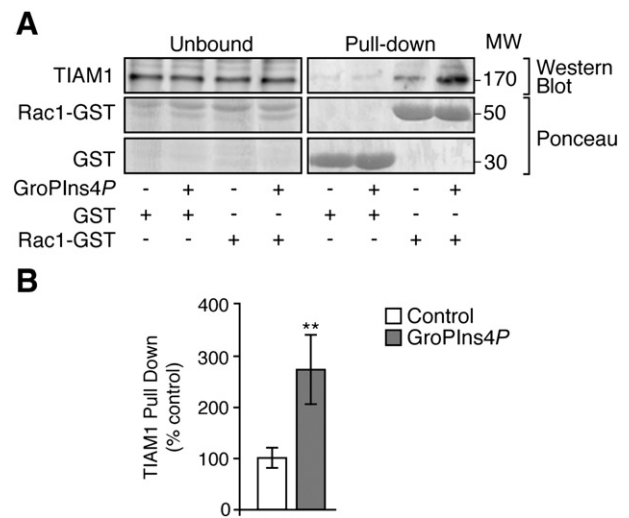 A
Unbound Pull-down MW
TIAM1 -170 Western Blot
Rac1-GST -50
GST -30 Ponceau
GroPIns4P - + - + - + - +
GST + + - - + + - -
Rac1-GST - - + + - - + +
B
TIAM1 Pull Down
(% control)
400
300
200
100
0
**
Control
GroPIns4P